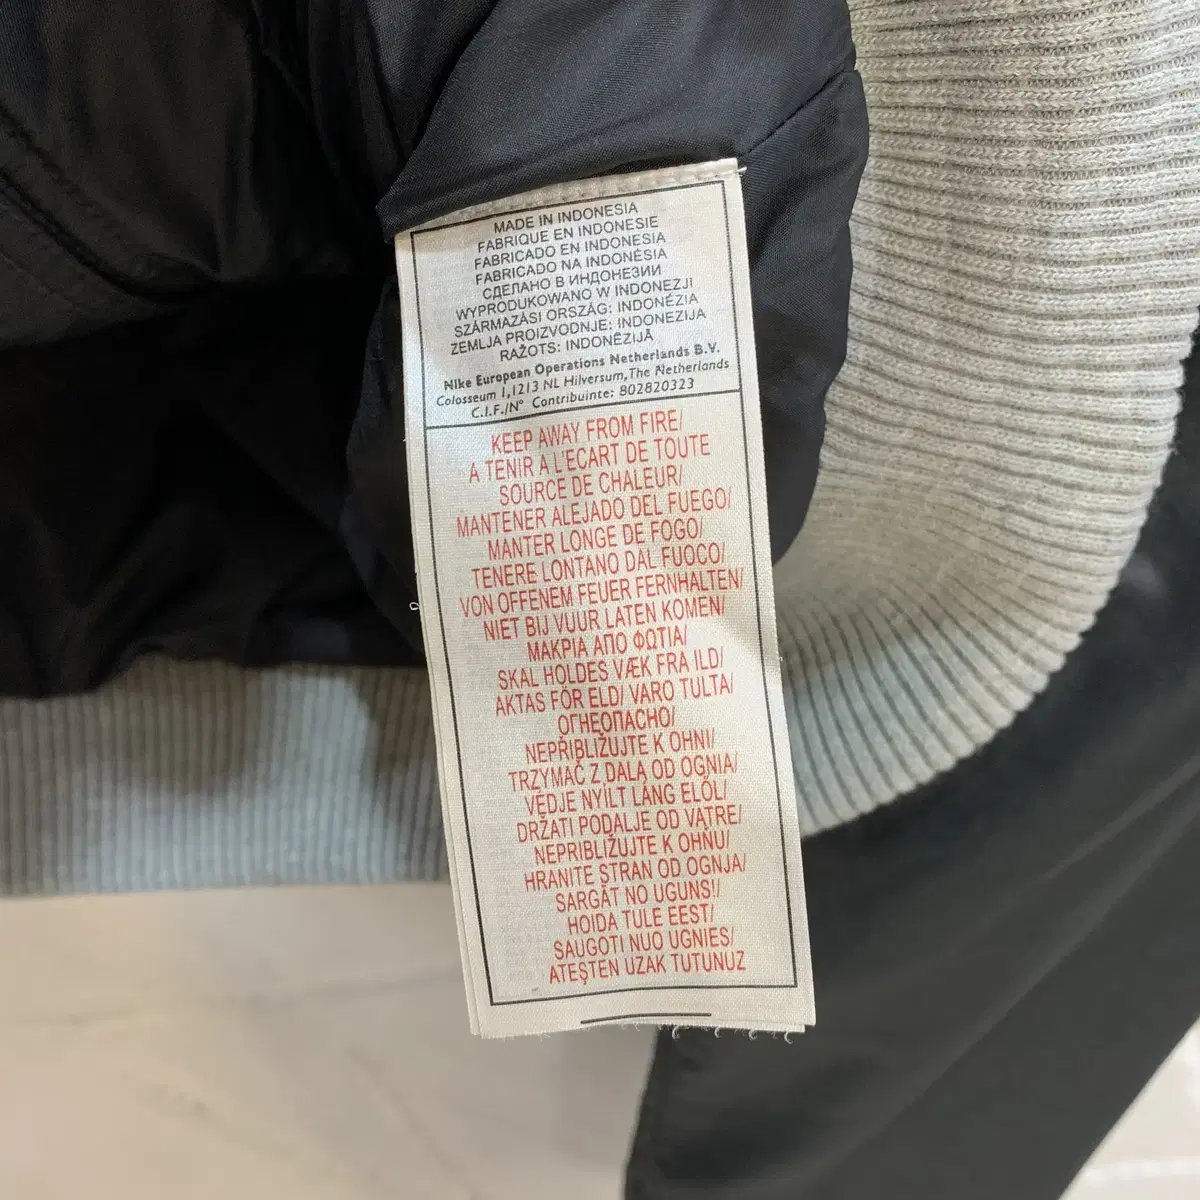 MADE IN INDONESIA
FABRIQUE EN INDONESIE
FABRICADO EN INDONESIA
FABRICADO NA INDONÉSIA
СДЕЛАНО В ИНДОНЕЗИИ
WYPRODUKOWANO W INDONEZJI
SZÁRMAZÁSI ORSZÁG: INDONÉZIA
ZEMLJA PROIZVODNJE: INDONEZIJA
RAŽOTS: INDONĒZIJĀ
Nike European Operations Netherlands B.V.
Colosseum 1,1213 NL Hilversum,The Netherlands
C.I.F./N° Contribuinte: 802820323
KEEP AWAY FROM FIRE/
A TENIR A L'ECART DE TOUTE
SOURCE DE CHALEUR/
MANTENER ALEJADO DEL FUEGO/
MANTER LONGE DE FOGO/
TENERE LONTANO DAL FUOCO/
VON OFFENEM FEUER FERNHALTEN/
NIET BIJ VUUR LATEN KOMEN/
ΜΑΚΡΙΑ ΑΠΟ ΦΩΤΙΑ/
SKAL HOLDES VÆK FRA ILD/
AKTAS FÖR ELD/ VARO TULTA/
ОГНЕОПАСНО/
NEPŘIBLIŽUJTE K OHNI/
TRZYMAĆ Z DALA OD OGNIA/
VÉDJE NYÍLT LÁNG ELŐL/
DRŽATI PODALJE OD VATRE/
NEPRIBLIŽUJTE K OHŇU/
HRANITE STRAN OD OGNJA/
SARGĀT NO UGUNS!/
HOIDA TULE EEST/
SAUGOTI NUO UGNIES/
ATEŞTEN UZAK TUTUNUZ